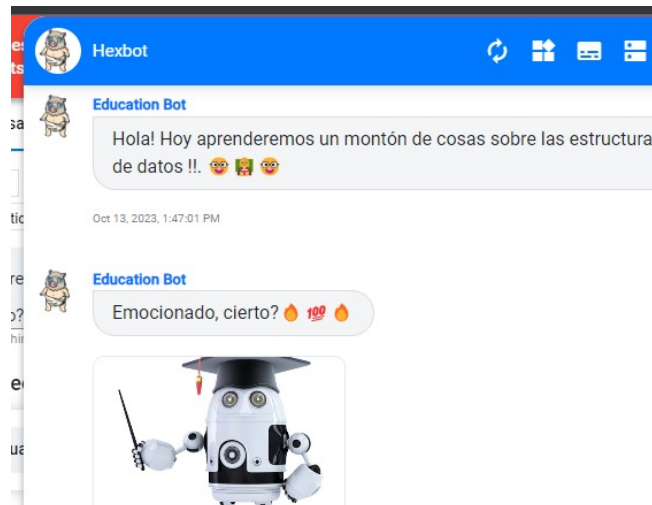 Hexbot
Education Bot
Hola! Hoy aprenderemos un montón de cosas sobre las estructura
de datos !!. 🤓 👩‍🏫 🤓
Oct 13, 2023, 1:47:01 PM
Education Bot
Emocionado, cierto? 🔥 💯 🔥